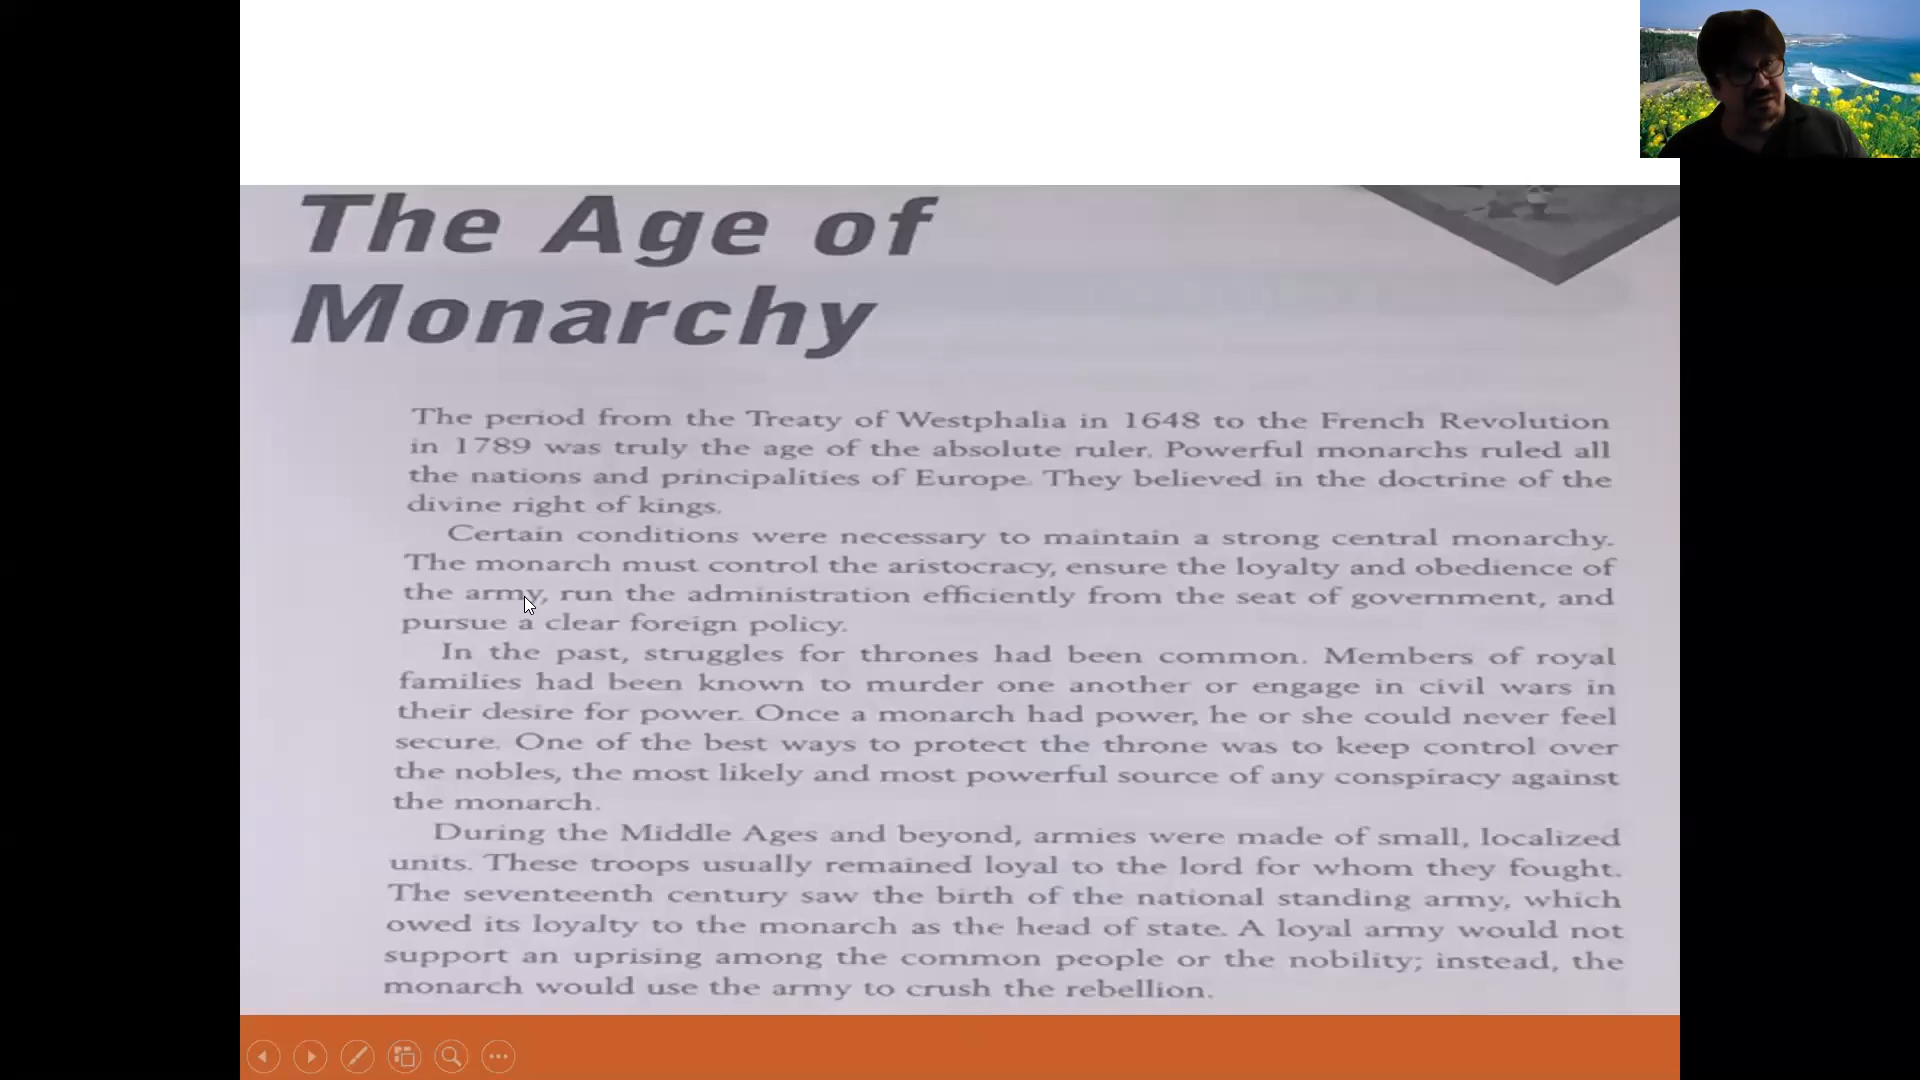 The Age of
Monarchy
The period from the Treaty of Westphalia in 1648 to the French Revolution
in 1789 was truly the age of the absolute ruler. Powerful monarchs ruled all
the nations and principalities of Europe. They believed in the doctrine of the
divine right of kings.
Certain conditions were necessary to maintain a strong central monarchy.
The monarch must control the aristocracy, ensure the loyalty and obedience of
the army, run the administration efficiently from the seat of government, and
pursue a clear foreign policy.
In the past, struggles for thrones had been common. Members of royal
families had been known to murder one another or engage in civil wars in
their desire for power. Once a monarch had power, he or she could never feel
secure. One of the best ways to protect the throne was to keep control over
the nobles, the most likely and most powerful source of any conspiracy against
the monarch.
During the Middle Ages and beyond, armies were made of small, localized
units. These troops usually remained loyal to the lord for whom they fought.
The seventeenth century saw the birth of the national standing army, which
owed its loyalty to the monarch as the head of state. A loyal army would not
support an uprising among the common people or the nobility; instead, the
monarch would use the army to crush the rebellion.